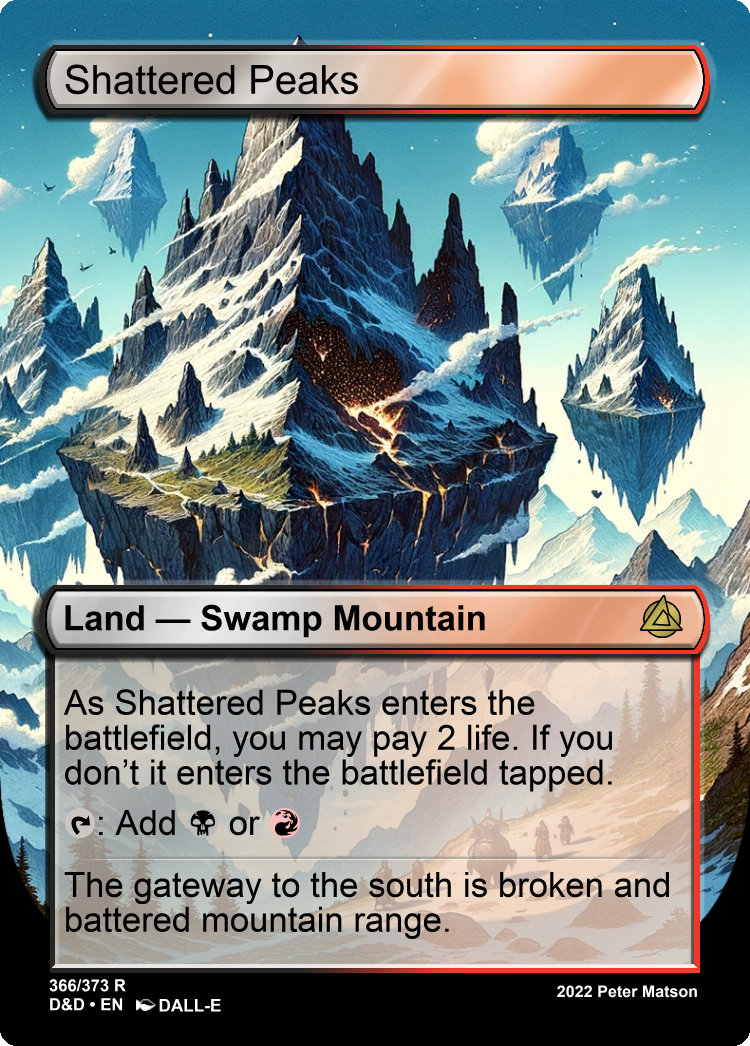 Shattered Peaks
Land — Swamp Mountain
As Shattered Peaks enters the
battlefield, you may pay 2 life. If you
don’t it enters the battlefield tapped.
: Add or
The gateway to the south is broken and
battered mountain range.
366/373 R
D&D • EN DALL-E
2022 Peter Matson